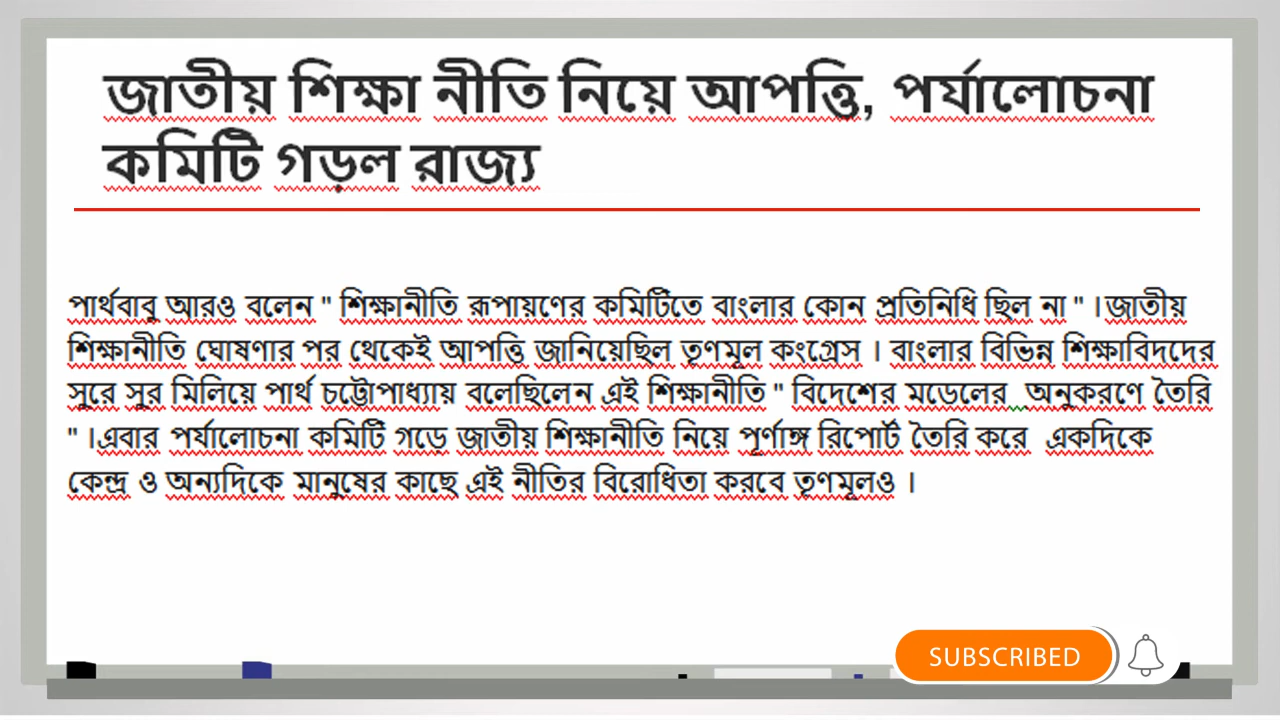 জাতীয় শিক্ষা নীতি নিয়ে আপত্তি, পর্যালোচনা
কমিটি গড়ল রাজ্য
পার্থবাবু আরও বলেন " শিক্ষানীতি রূপায়ণের কমিটিতে বাংলার কোন প্রতিনিধি ছিল না " ।জাতীয়
শিক্ষানীতি ঘোষণার পর থেকেই আপত্তি জানিয়েছিল তৃণমূল কংগ্রেস । বাংলার বিভিন্ন শিক্ষাবিদদের
সুরে সুর মিলিয়ে পার্থ চট্টোপাধ্যায় বলেছিলেন এই শিক্ষানীতি " বিদেশের মডেলের অনুকরণে তৈরি
" ।এবার পর্যালোচনা কমিটি গড়ে জাতীয় শিক্ষানীতি নিয়ে পূর্ণাঙ্গ রিপোর্ট তৈরি করে একদিকে
কেন্দ্র ও অন্যদিকে মানুষের কাছে এই নীতির বিরোধিতা করবে তৃণমূলও ।
SUBSCRIBED